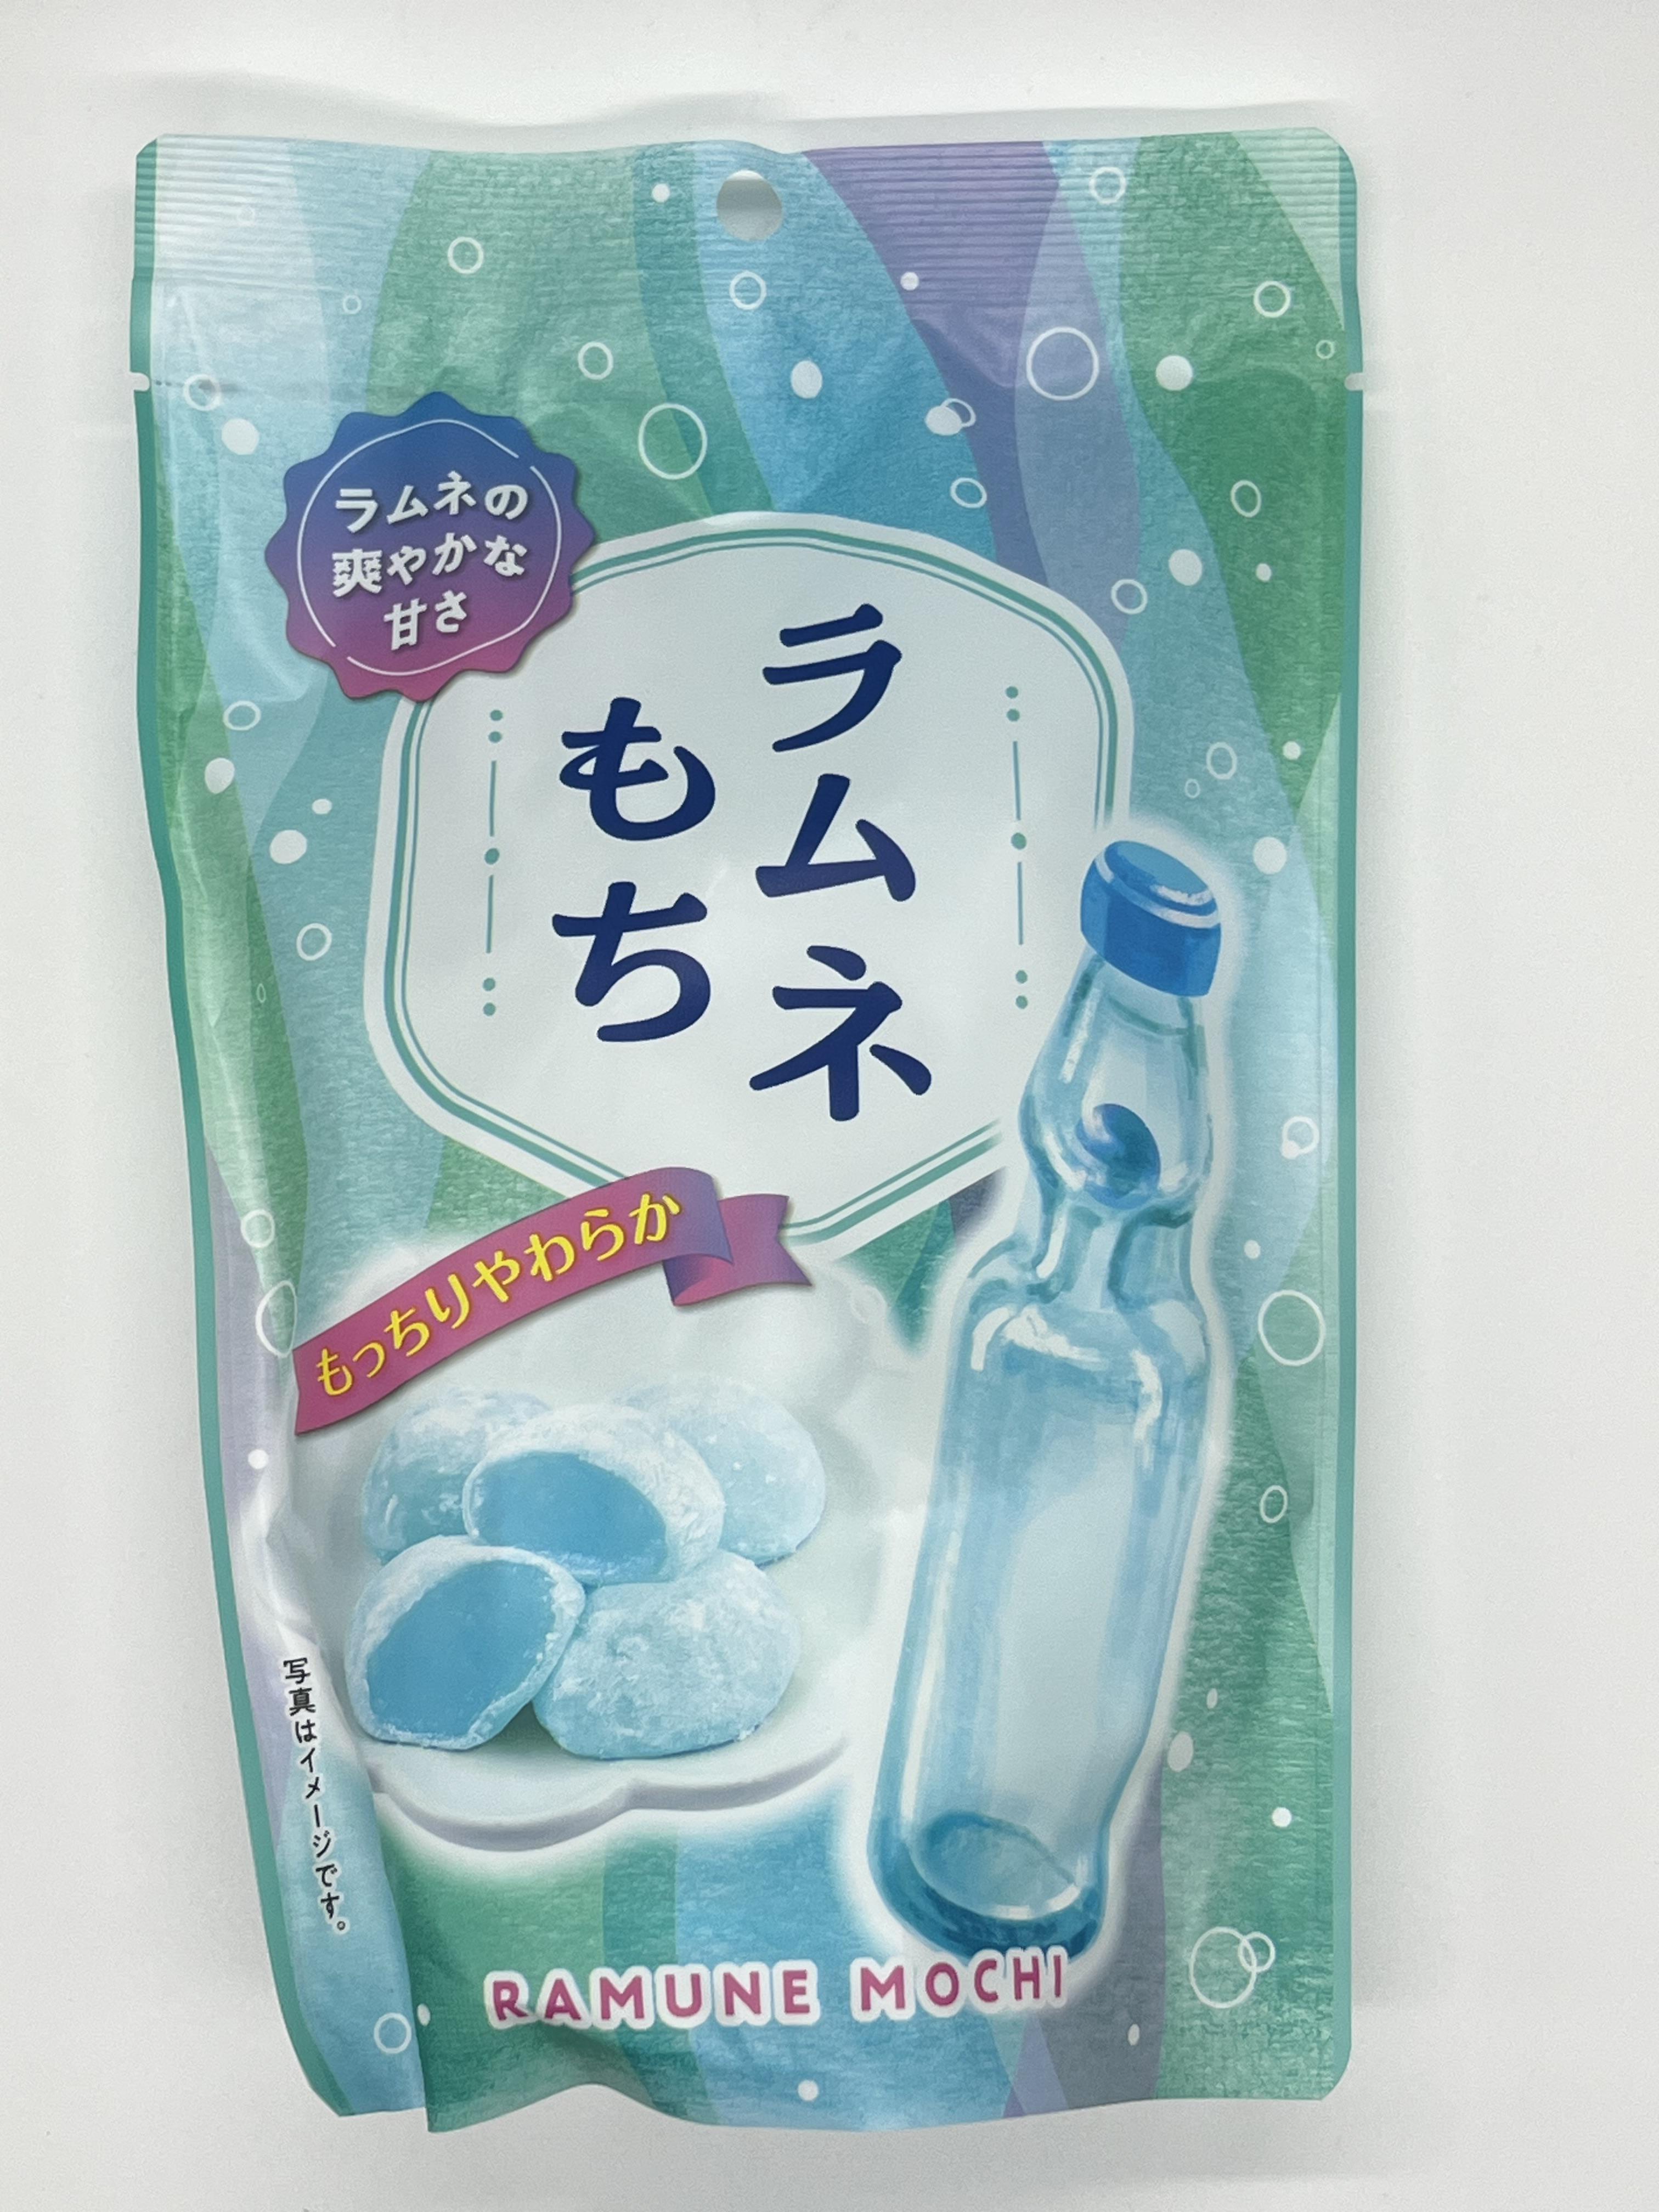 ラムネの
爽やかな
甘さ
ラムネ
もち
もっちりやわらか
写真はイメージです。
RAMUNE MOCHI